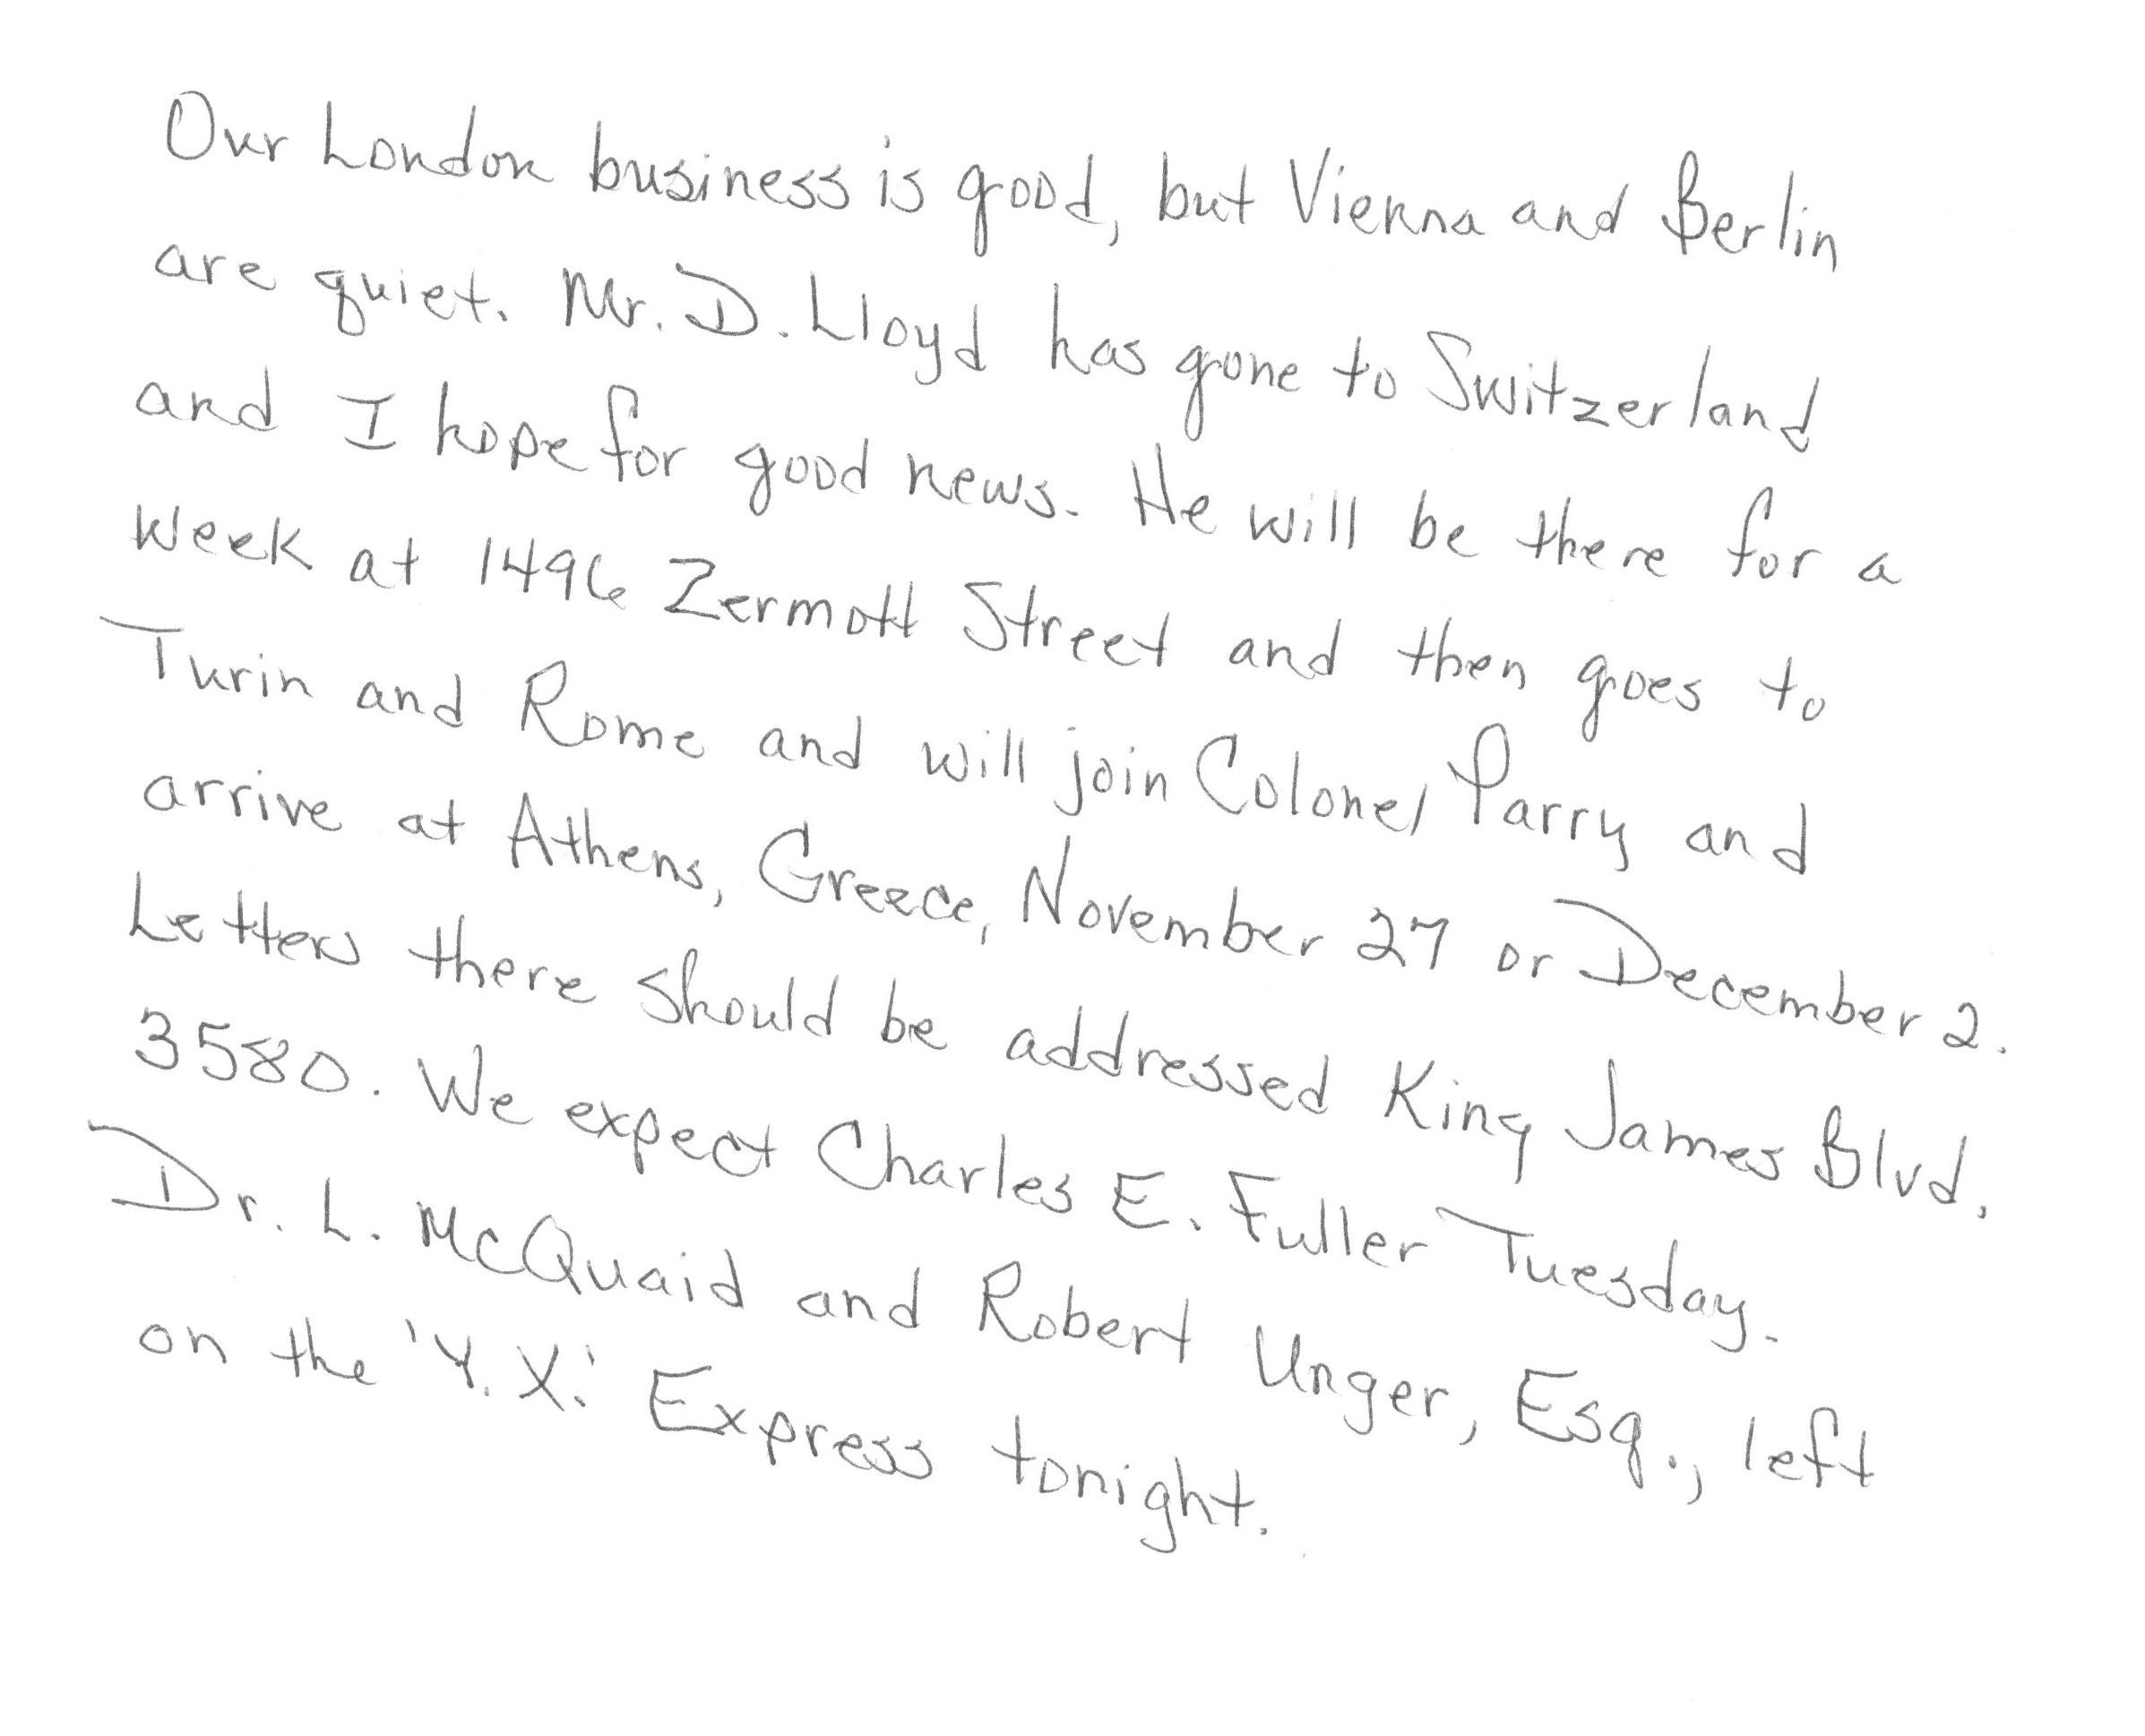 Our London business is good, but Vienna and Berlin
are quiet. Mr. D. Lloyd has gone to Switzerland
and I hope for good news. He will be there for a
week at 1496 Zermott Street and then goes to
Turin and Rome and will join Colonel Parry and
arrive at Athens, Greece, November 27 or December 2.
Letters there should be addressed King James Blvd.
3580. We expect Charles E. Fuller Tuesday.
Dr. L. McQuaid and Robert Unger, Esq., left
on the 'Y.X.' Express tonight.